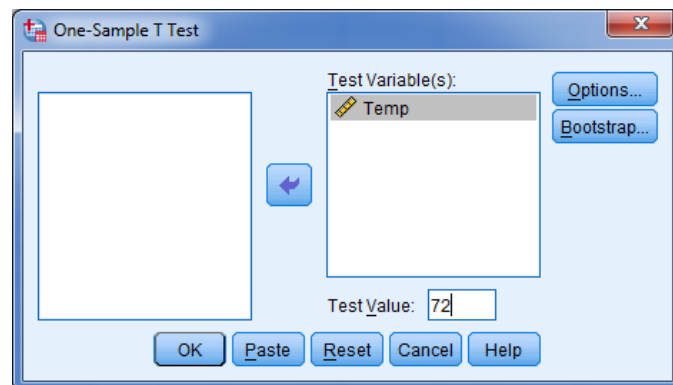 One-Sample T Test
Test Variable(s):
Temp
Options...
Bootstrap...
Test Value: 72
OK Paste Reset Cancel Help